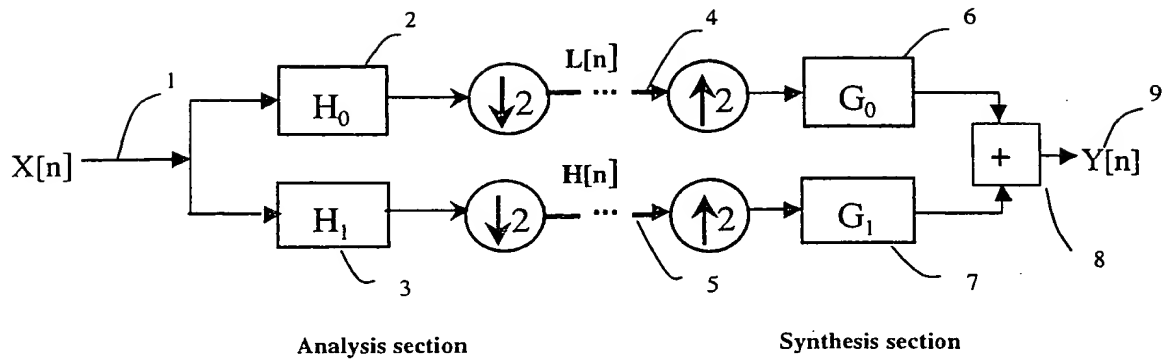 1
2
3
4
5
6
7
8
9
X[n]
H₀
↓2
L[n]
...
↑2
G₀
H₁
↓2
H[n]
...
↑2
G₁
+
Y[n]
Analysis section
Synthesis section